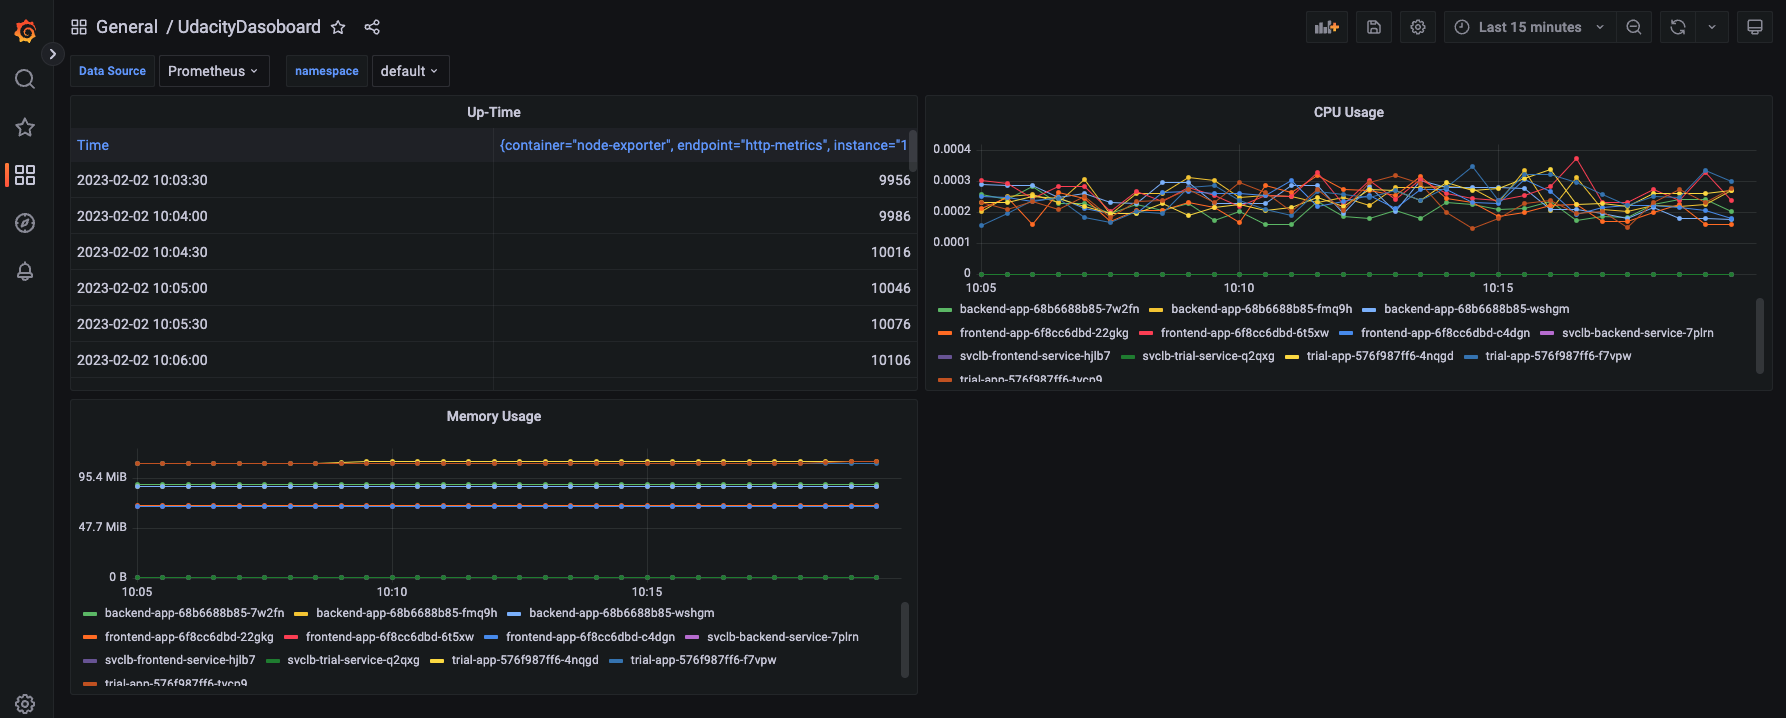 General / UdacityDasoboard
Last 15 minutes
Data Source Prometheus namespace default
Up-Time
Time {container="node-exporter", endpoint="http-metrics", instance="1
2023-02-02 10:03:30 9956
2023-02-02 10:04:00 9986
2023-02-02 10:04:30 10016
2023-02-02 10:05:00 10046
2023-02-02 10:05:30 10076
2023-02-02 10:06:00 10106
CPU Usage
0.0004
0.0003
0.0002
0.0001
0
10:05 10:10 10:15
backend-app-68b6688b85-7w2fn backend-app-68b6688b85-fmq9h backend-app-68b6688b85-wshgm
frontend-app-6f8cc6dbd-22gkg frontend-app-6f8cc6dbd-6t5xw frontend-app-6f8cc6dbd-c4dgn svclb-backend-service-7plrn
svclb-frontend-service-hjlb7 svclb-trial-service-q2qxg trial-app-576f987ff6-4nqgd trial-app-576f987ff6-f7vpw
trial-app-576f987ff6-tvcp9
Memory Usage
95.4 MiB
47.7 MiB
0 B
10:05 10:10 10:15
backend-app-68b6688b85-7w2fn backend-app-68b6688b85-fmq9h backend-app-68b6688b85-wshgm
frontend-app-6f8cc6dbd-22gkg frontend-app-6f8cc6dbd-6t5xw frontend-app-6f8cc6dbd-c4dgn svclb-backend-service-7plrn
svclb-frontend-service-hjlb7 svclb-trial-service-q2qxg trial-app-576f987ff6-4nqgd trial-app-576f987ff6-f7vpw
trial-app-576f987ff6-tvcp9